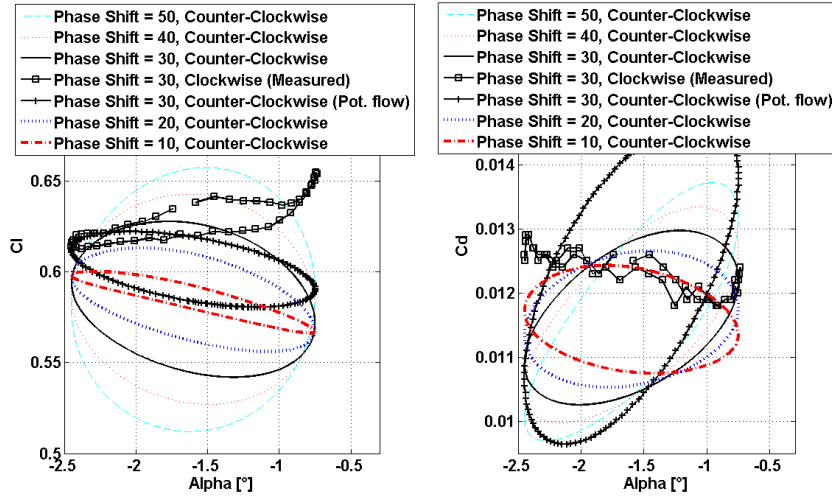 Phase Shift = 50, Counter-Clockwise
Phase Shift = 40, Counter-Clockwise
Phase Shift = 30, Counter-Clockwise
Phase Shift = 30, Clockwise (Measured)
Phase Shift = 30, Counter-Clockwise (Pot. flow)
Phase Shift = 20, Counter-Clockwise
Phase Shift = 10, Counter-Clockwise
0.65
0.6
0.55
0.5
Cl
-2.5
-2
-1.5
-1
-0.5
Alpha [°]
Phase Shift = 50, Counter-Clockwise
Phase Shift = 40, Counter-Clockwise
Phase Shift = 30, Counter-Clockwise
Phase Shift = 30, Clockwise (Measured)
Phase Shift = 30, Counter-Clockwise (Pot. flow)
Phase Shift = 20, Counter-Clockwise
Phase Shift = 10, Counter-Clockwise
0.014
0.013
0.012
0.011
0.01
Cd
-2.5
-2
-1.5
-1
-0.5
Alpha [°]